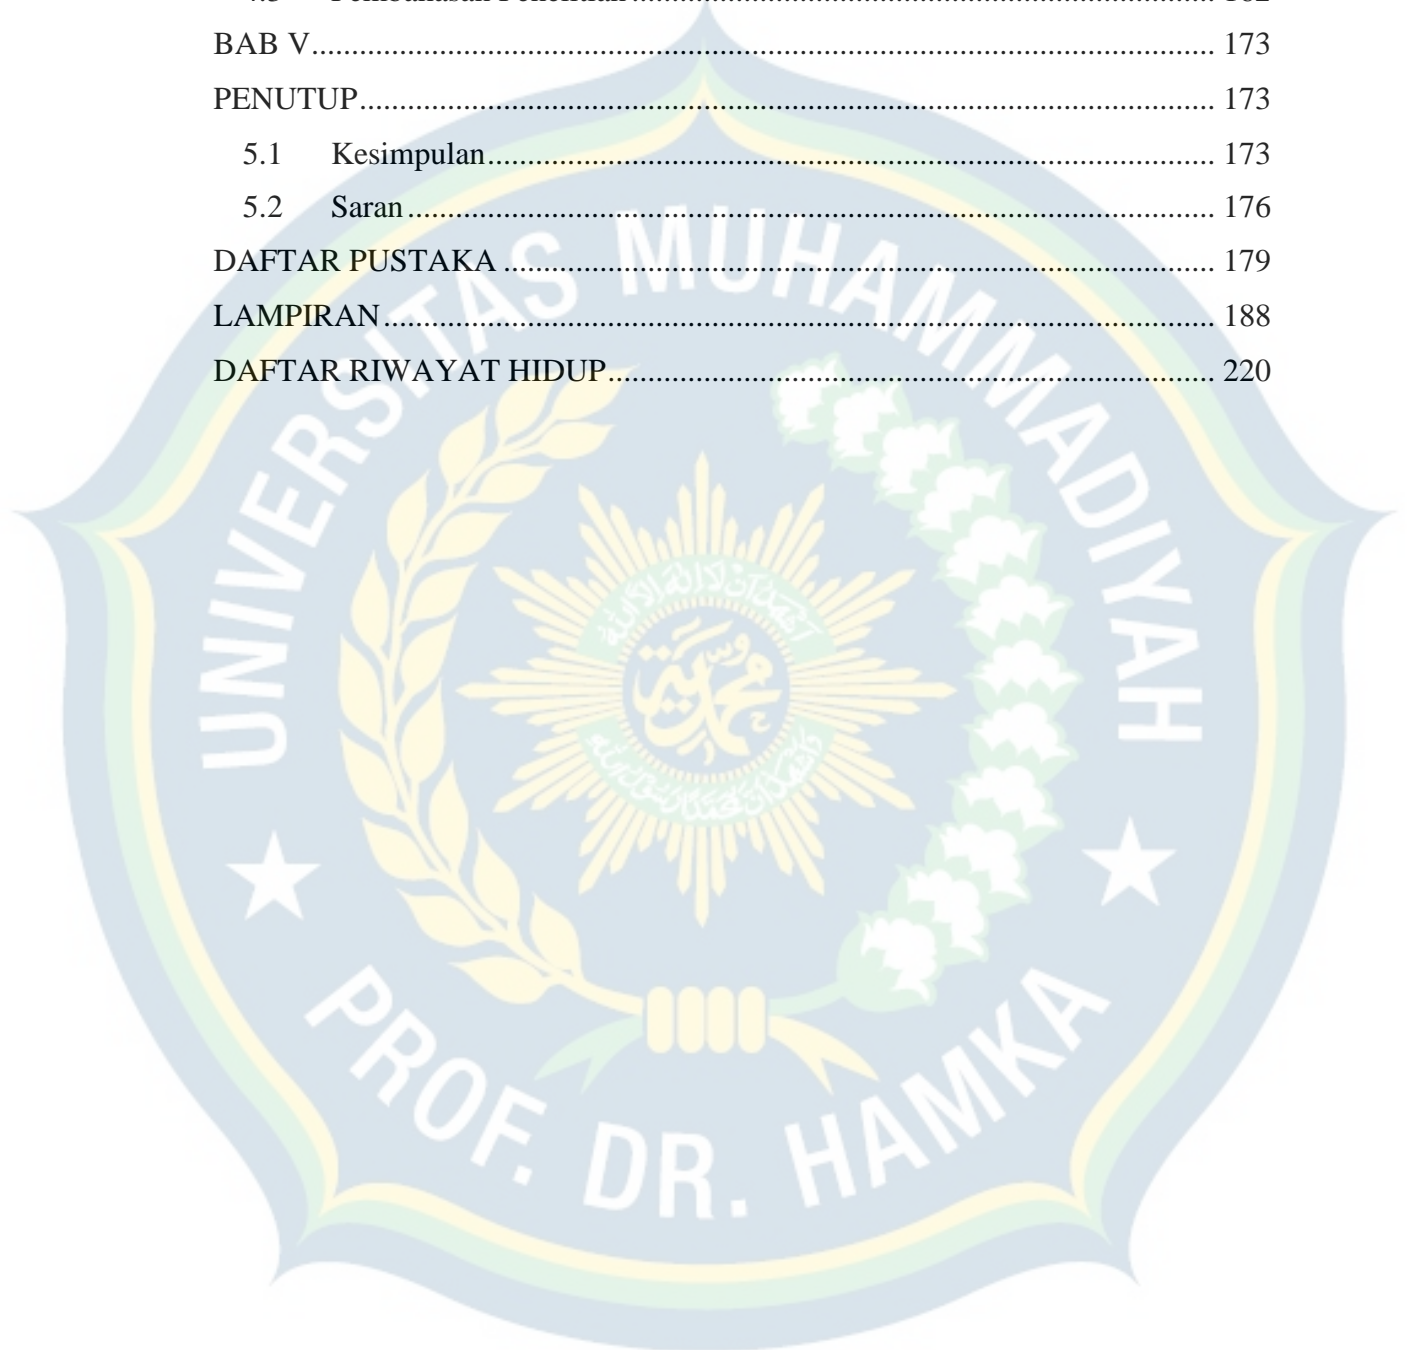 BAB V........................................................................................................ 173
PENUTUP.................................................................................................. 173
5.1 Kesimpulan........................................................................................... 173
5.2 Saran..................................................................................................... 176
DAFTAR PUSTAKA ................................................................................. 179
LAMPIRAN................................................................................................ 188
DAFTAR RIWAYAT HIDUP...................................................................... 220
UNIVERSITAS MUHAMMADIYAH
محمدية
PROF. DR. HAMKA